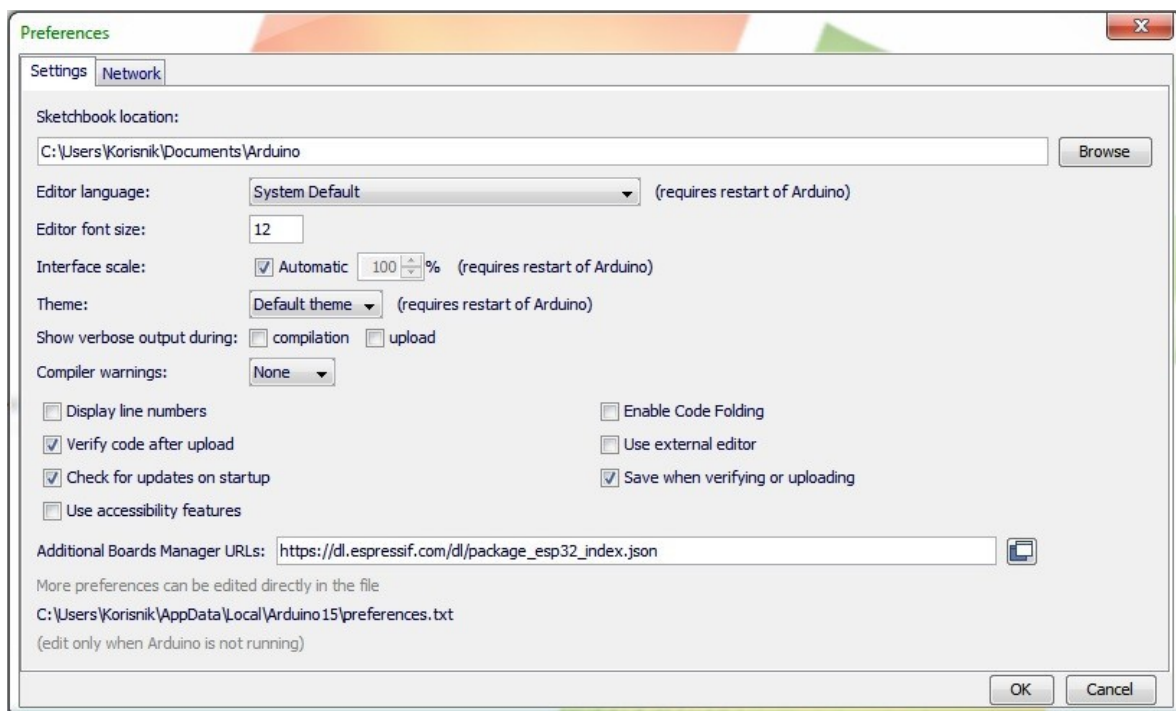 Preferences
Settings Network
Sketchbook location:
C:\Users\Korisnik\Documents\Arduino Browse
Editor language: System Default (requires restart of Arduino)
Editor font size: 12
Interface scale: Automatic 100 % (requires restart of Arduino)
Theme: Default theme (requires restart of Arduino)
Show verbose output during: compilation upload
Compiler warnings: None
Display line numbers Enable Code Folding
Verify code after upload Use external editor
Check for updates on startup Save when verifying or uploading
Use accessibility features
Additional Boards Manager URLs: https://dl.espressif.com/dl/package_esp32_index.json
More preferences can be edited directly in the file
C:\Users\Korisnik\AppData\Local\Arduino15\preferences.txt
(edit only when Arduino is not running)
OK Cancel